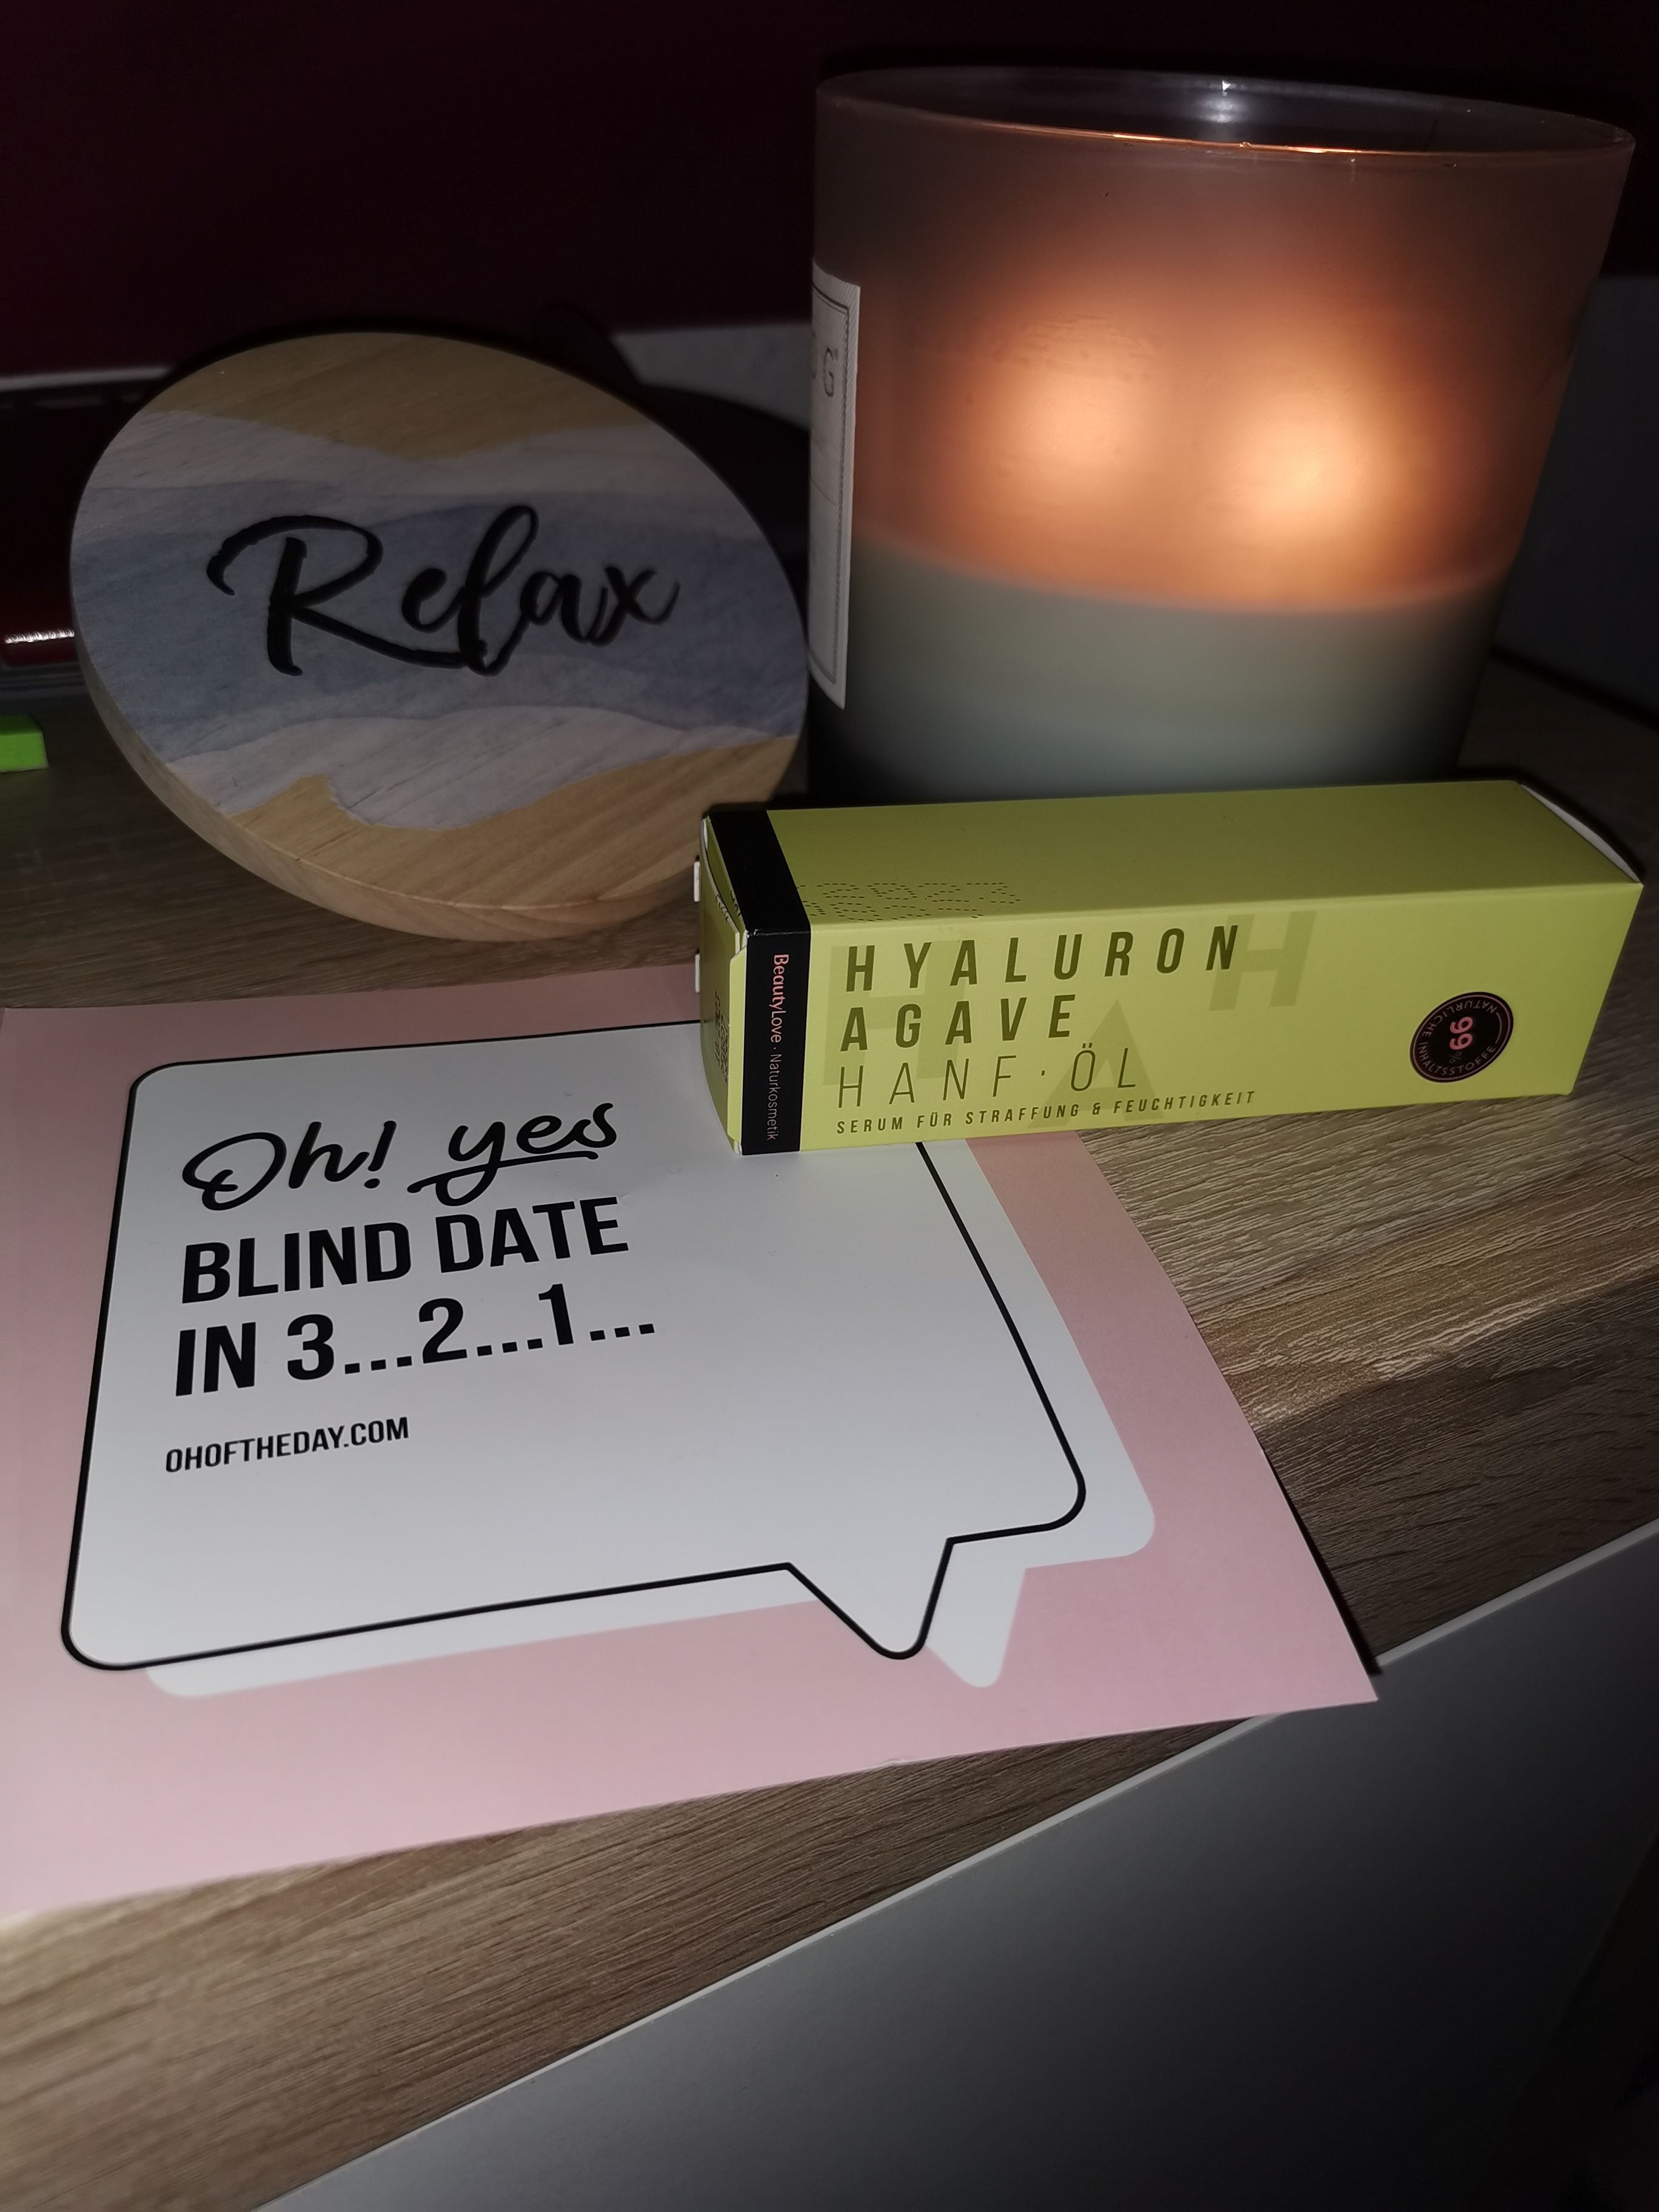 Relax
HYALURON
AGAVE
HANF·ÖL
SERUM FÜR STRAFFUNG & FEUCHTIGKEIT
BeautyLove · Naturkosmetik
99%
NATÜRLICHE INHALTSSTOFFE
Oh! yes
BLIND DATE
IN 3...2...1...
OHOFTHEDAY.COM